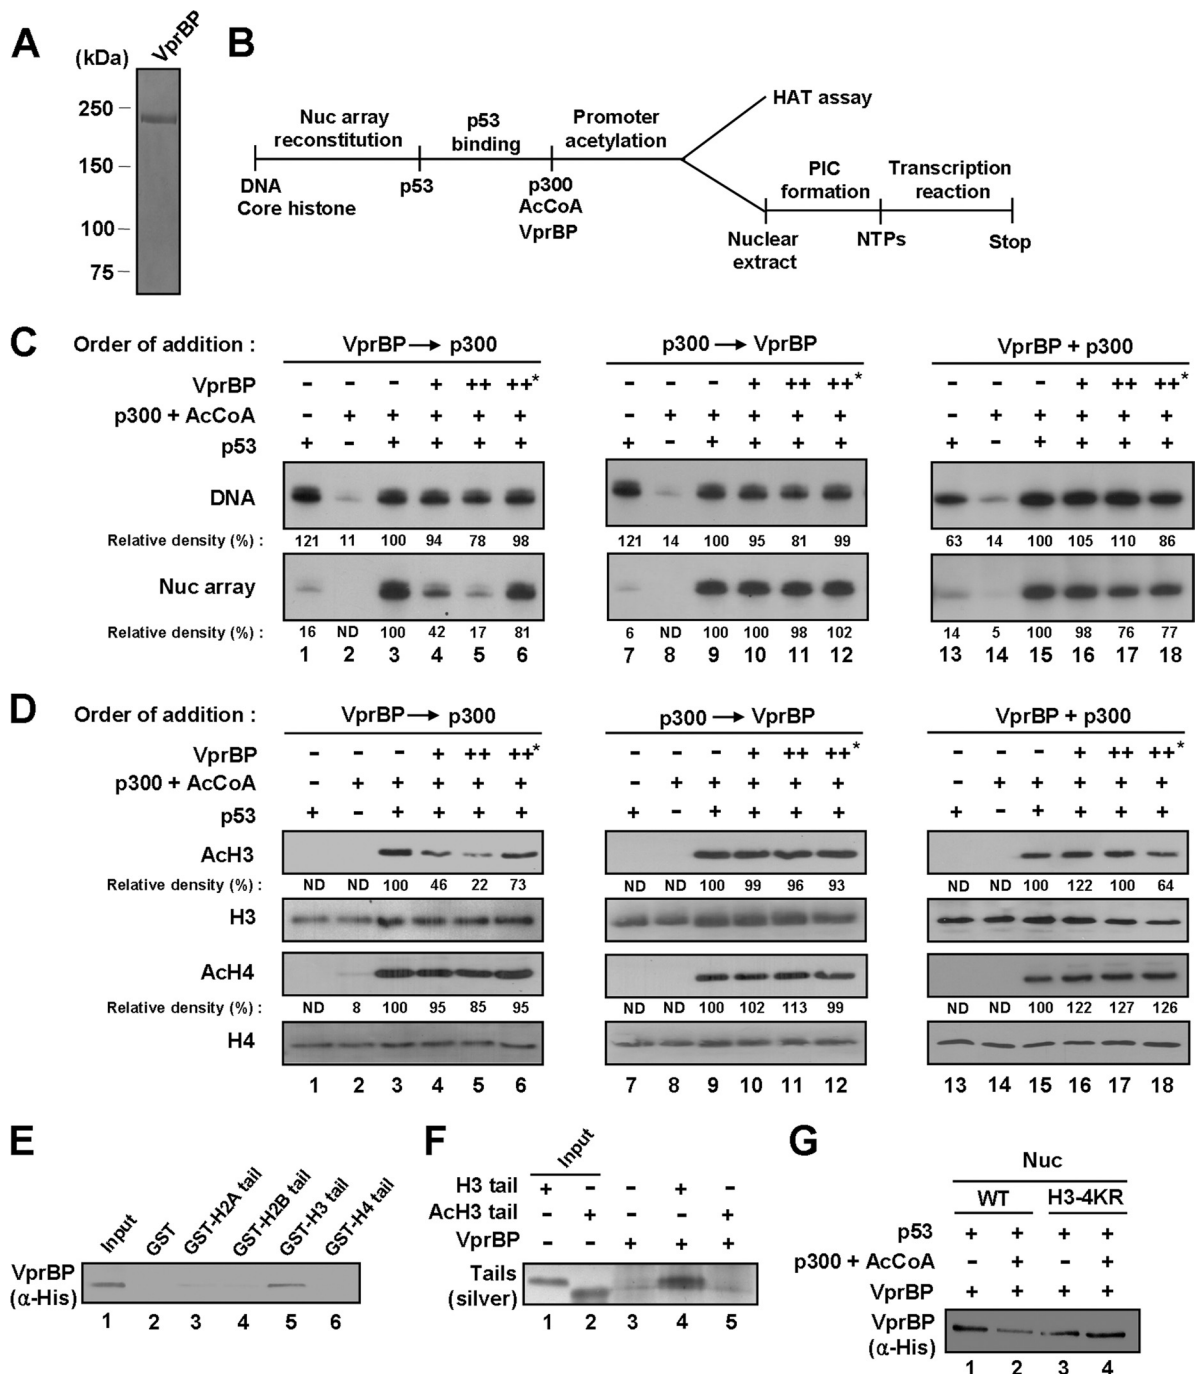 A
(kDa)
VprBP
250
150
100
75
B
Nuc array
reconstitution
p53
binding
Promoter
acetylation
HAT assay
DNA
Core histone
p53
p300
AcCoA
VprBP
PIC
formation
Transcription
reaction
Nuclear
extract
NTPs
Stop
C
Order of addition : VprBP → p300 p300 → VprBP VprBP + p300
VprBP - - - + ++ ++* - - - + ++ ++* - - - + ++ ++*
p300 + AcCoA - + + + + + - + + + + + - + + + + +
p53 + - + + + + + - + + + + + - + + + +
DNA
Relative density (%) : 121 11 100 94 78 98 121 14 100 95 81 99 63 14 100 105 110 86
Nuc array
Relative density (%) : 16 ND 100 42 17 81 6 ND 100 100 98 102 14 5 100 98 76 77
1 2 3 4 5 6 7 8 9 10 11 12 13 14 15 16 17 18
D
Order of addition : VprBP → p300 p300 → VprBP VprBP + p300
VprBP - - - + ++ ++* - - - + ++ ++* - - - + ++ ++*
p300 + AcCoA - + + + + + - + + + + + - + + + + +
p53 + - + + + + + - + + + + + - + + + +
AcH3
Relative density (%) : ND ND 100 46 22 73 ND ND 100 99 96 93 ND ND 100 122 100 64
H3
AcH4
Relative density (%) : ND 8 100 95 85 95 ND ND 100 102 113 99 ND ND 100 122 127 126
H4
1 2 3 4 5 6 7 8 9 10 11 12 13 14 15 16 17 18
E
Input GST GST-H2A tail GST-H2B tail GST-H3 tail GST-H4 tail
VprBP
(α-His)
1 2 3 4 5 6
F
Input
H3 tail + - - + -
AcH3 tail - + - - +
VprBP - - + + +
Tails
(silver)
1 2 3 4 5
G
Nuc
WT H3-4KR
p53 + + + +
p300 + AcCoA - + - +
VprBP + + + +
VprBP
(α-His)
1 2 3 4